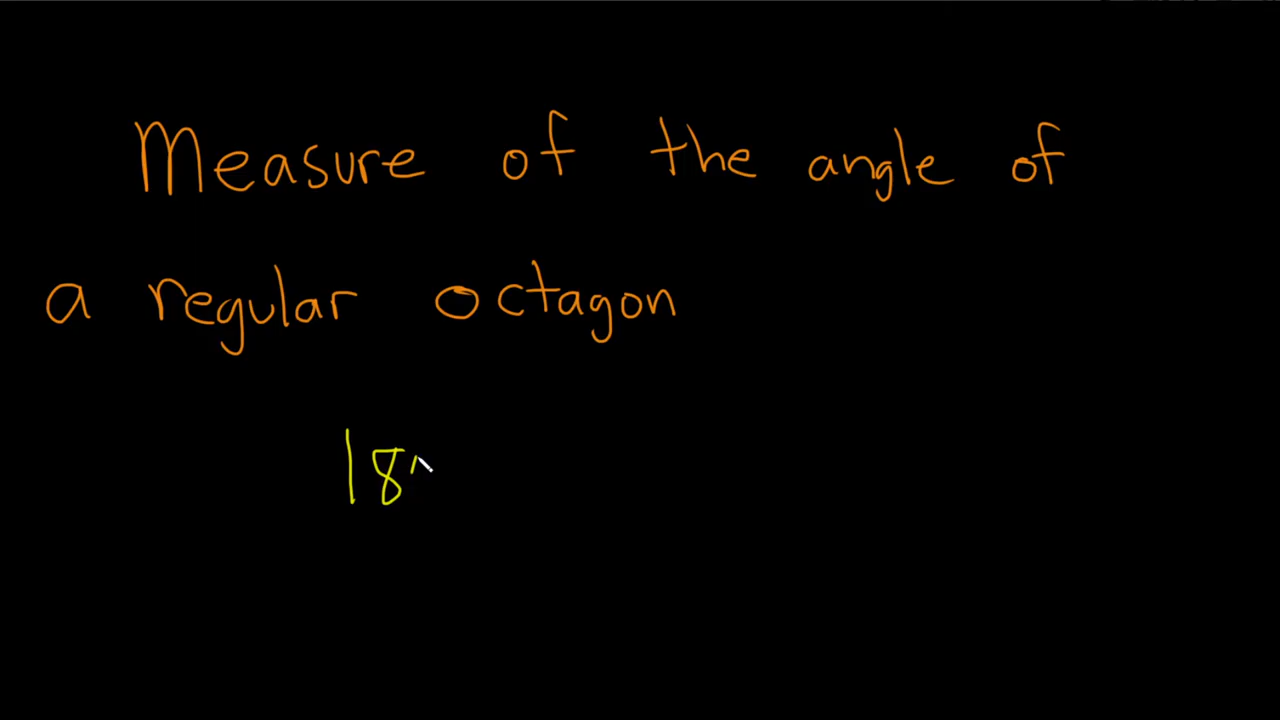 Measure of the angle of
a regular octagon
18